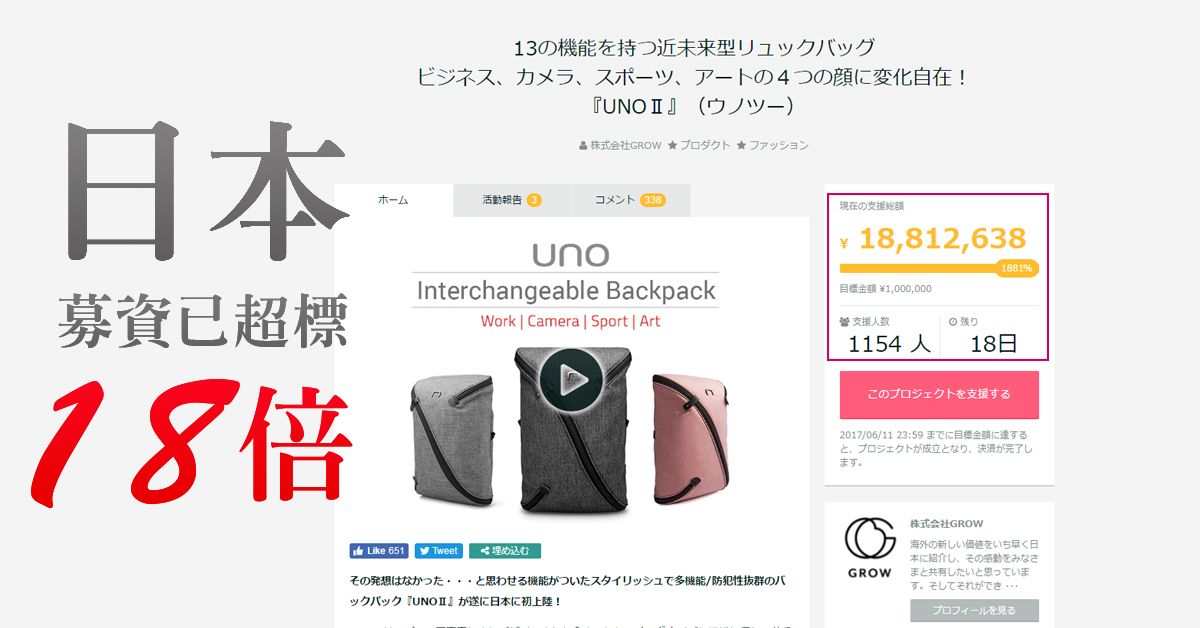 13の機能を持つ近未来型リュックバッグ
ビジネス、カメラ、スポーツ、アートの４つの顔に変化自在！
『UNOⅡ』（ウノツー）
株式会社GROW プロダクト ファッション
日本
募資已超標
18倍
ホーム
活動報告 3
コメント 338
uno
Interchangeable Backpack
Work | Camera | Sport | Art
Like 651
Tweet
埋め込む
その発想はなかった・・・と思わせる機能がついたスタイリッシュで多機能/防犯性抜群のバ
ックパック『UNOⅡ』が遂に日本に初上陸！
現在の支援総額
¥ 18,812,638
1881%
目標金額 ¥1,000,000
支援人数
1154 人
残り
18日
このプロジェクトを支援する
2017/06/11 23:59 までに目標金額に達する
と、プロジェクトが成立となり、決済が完了し
ます。
GROW
株式会社GROW
海外の新しい価値をいち早く日
本に紹介し、その感動をみなさ
まと共有したいと思っていま
す。そしてそれができ ･･･
プロフィールを見る